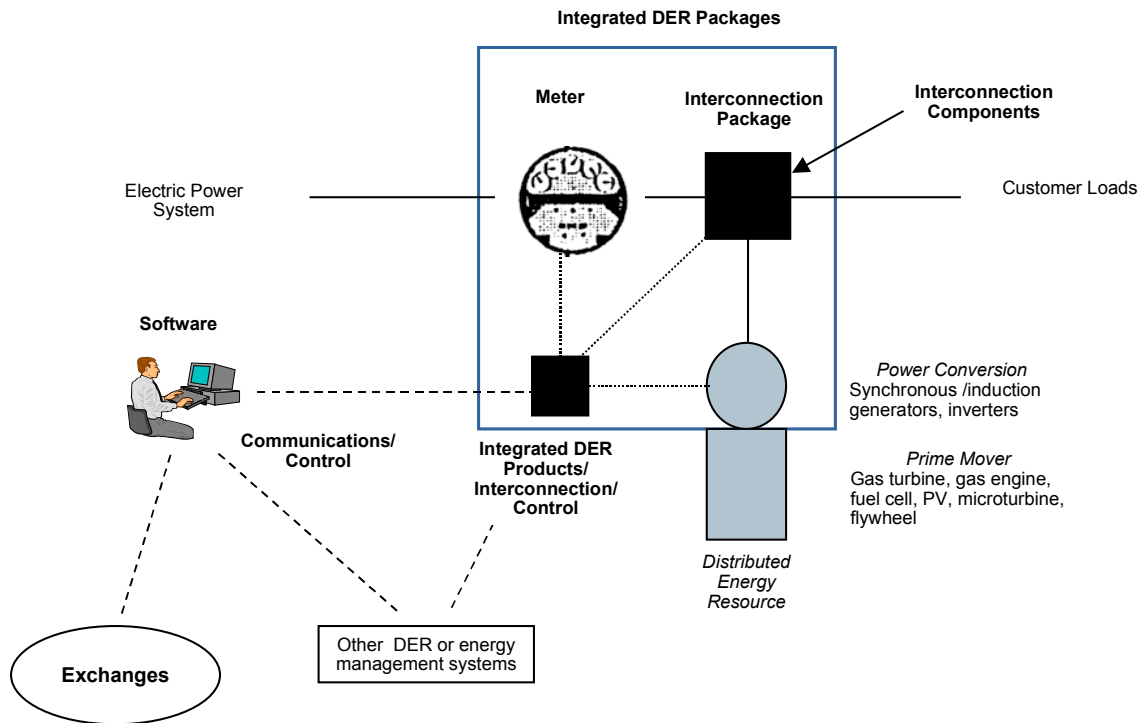 Integrated DER Packages
Meter
Interconnection
Package
Interconnection
Components
Electric Power
System
Customer Loads
Software
Power Conversion
Synchronous /induction
generators, inverters
Communications/
Control
Integrated DER
Products/
Interconnection/
Control
Prime Mover
Gas turbine, gas engine,
fuel cell, PV, microturbine,
flywheel
Distributed
Energy
Resource
Other DER or energy
management systems
Exchanges